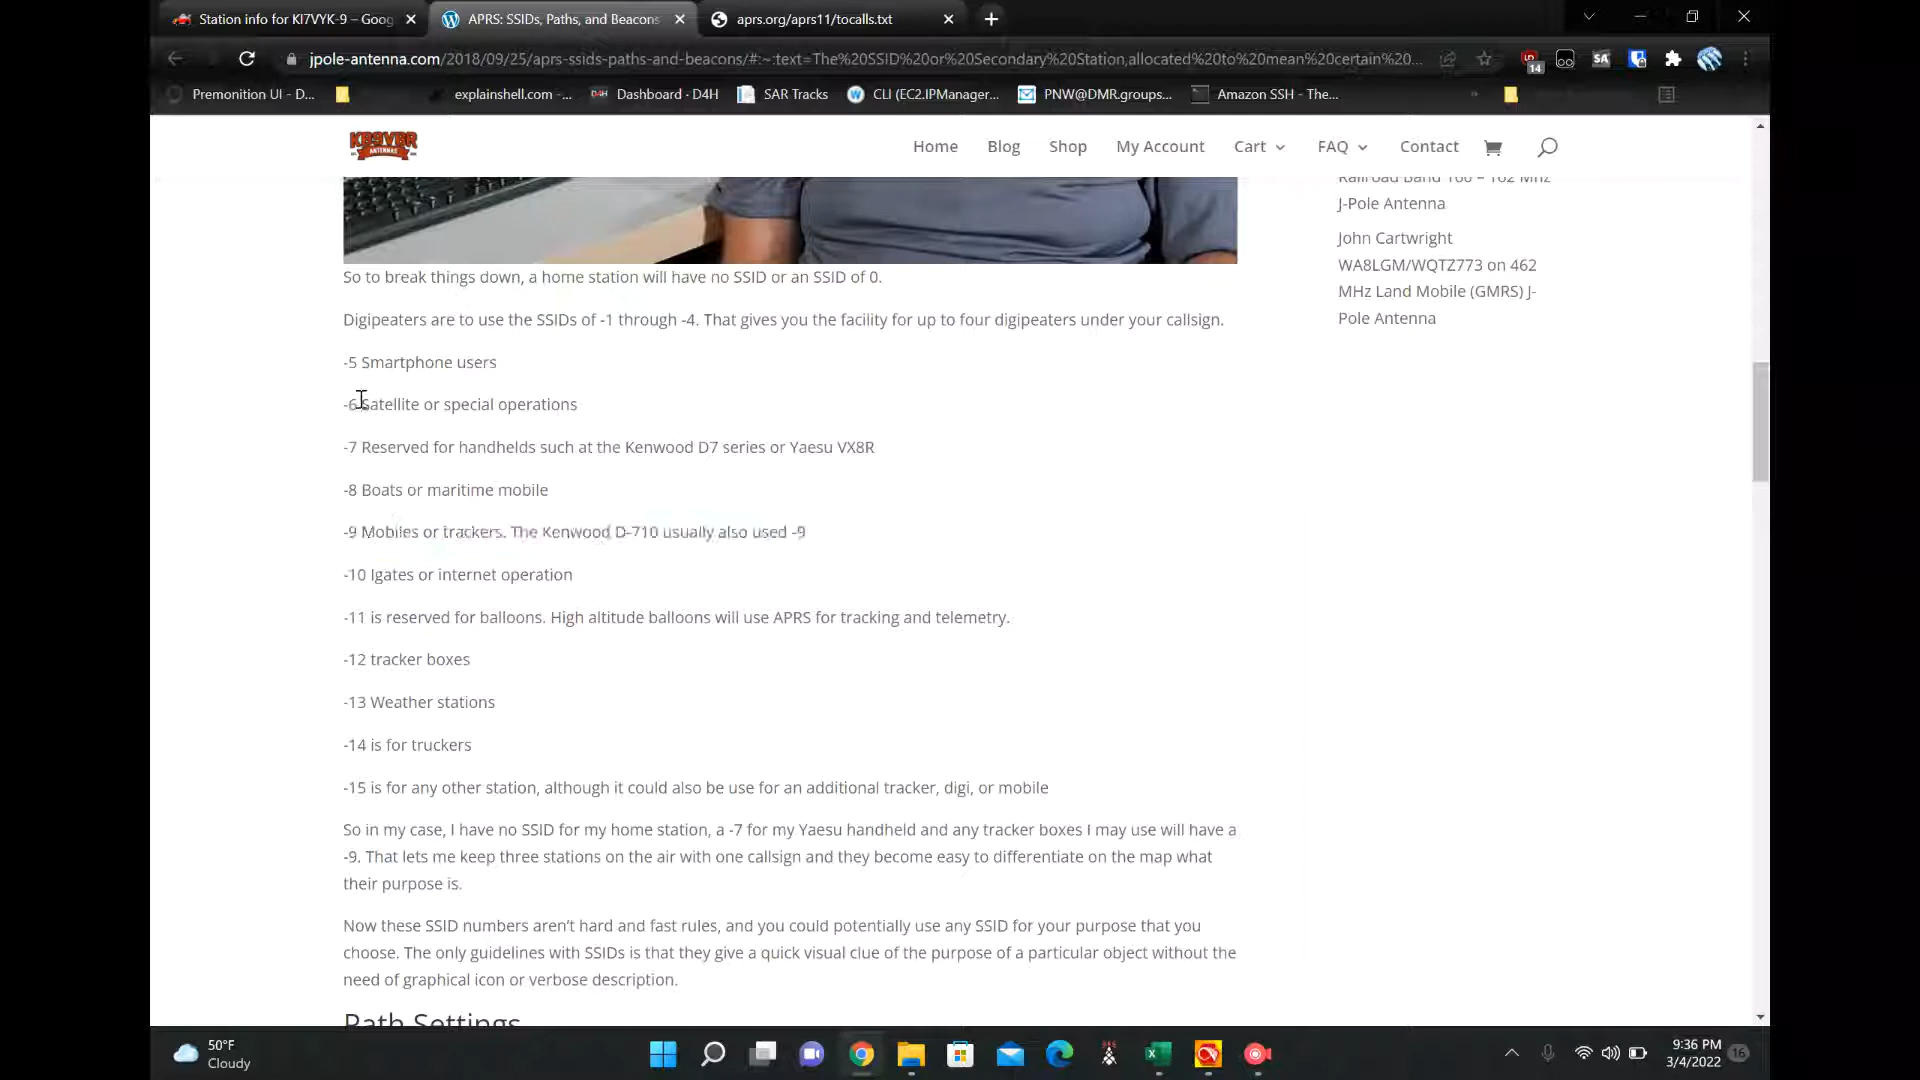 Station info for KI7VYK-9 – Goog
APRS: SSIDs, Paths, and Beacons
aprs.org/aprs11/tocalls.txt
jpole-antenna.com/2018/09/25/aprs-ssids-paths-and-beacons/#:~:text=The%20SSID%20or%20Secondary%20Station,allocated%20to%20mean%20certain%20...
14
SA
Premonition UI - D...
explainshell.com -...
D4H Dashboard · D4H
SAR Tracks
CLI (EC2.IPManager...
PNW@DMR.groups...
Amazon SSH - The...
KB9VBR
ANTENNAS
Home
Blog
Shop
My Account
Cart
FAQ
Contact
Railroad Band 160 – 162 Mhz
J-Pole Antenna
John Cartwright
WA8LGM/WQTZ773 on 462
MHz Land Mobile (GMRS) J-
Pole Antenna
So to break things down, a home station will have no SSID or an SSID of 0.
Digipeaters are to use the SSIDs of -1 through -4. That gives you the facility for up to four digipeaters under your callsign.
-5 Smartphone users
-6 Satellite or special operations
-7 Reserved for handhelds such at the Kenwood D7 series or Yaesu VX8R
-8 Boats or maritime mobile
-9 Mobiles or trackers. The Kenwood D-710 usually also used -9
-10 Igates or internet operation
-11 is reserved for balloons. High altitude balloons will use APRS for tracking and telemetry.
-12 tracker boxes
-13 Weather stations
-14 is for truckers
-15 is for any other station, although it could also be use for an additional tracker, digi, or mobile
So in my case, I have no SSID for my home station, a -7 for my Yaesu handheld and any tracker boxes I may use will have a
-9. That lets me keep three stations on the air with one callsign and they become easy to differentiate on the map what
their purpose is.
Now these SSID numbers aren't hard and fast rules, and you could potentially use any SSID for your purpose that you
choose. The only guidelines with SSIDs is that they give a quick visual clue of the purpose of a particular object without the
need of graphical icon or verbose description.
Path Settings
50°F
Cloudy
9:36 PM
3/4/2022
16